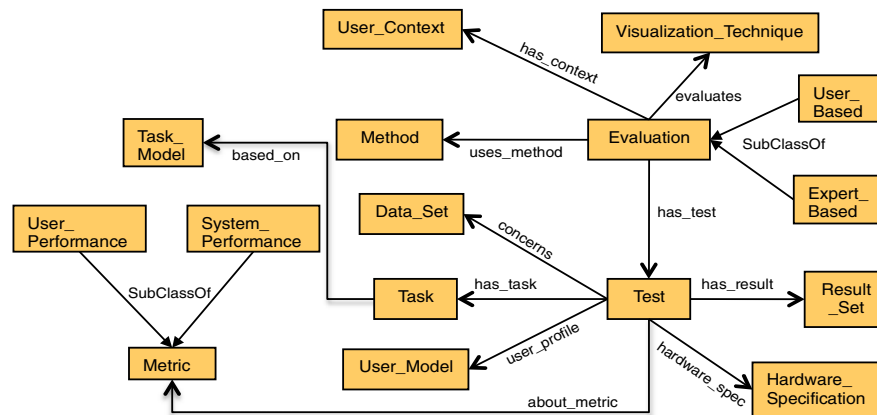 User_Context
has_context
Visualization_Technique
evaluates
User_
Based
Task_
Model
based_on
Method
uses_method
Evaluation
SubClassOf
Expert_
Based
User_
Performance
System_
Performance
Data_Set
concerns
has_test
SubClassOf
Task
has_task
Test
has_result
Result
_Set
Metric
User_Model
user_profile
hardware_spec
Hardware_
Specification
about_metric